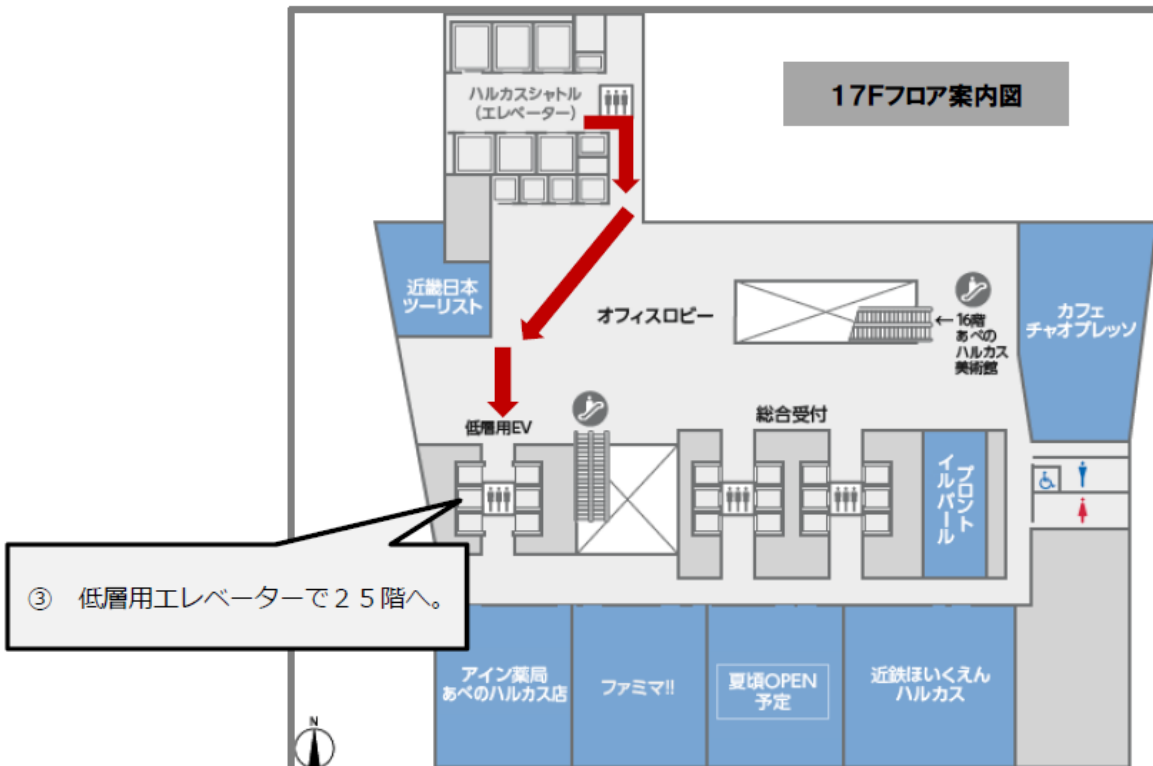 17Fフロア案内図
ハルカスシャトル
(エレベーター)
近畿日本
ツーリスト
オフィスロビー
←16階
あべの
ハルカス
美術館
カフェ
チャオプレッソ
低層用EV
総合受付
プロント
イルバール
③　低層用エレベーターで２５階へ。
アイン薬局
あべのハルカス店
ファミマ!!
夏頃OPEN
予定
近鉄ほいくえん
ハルカス
N